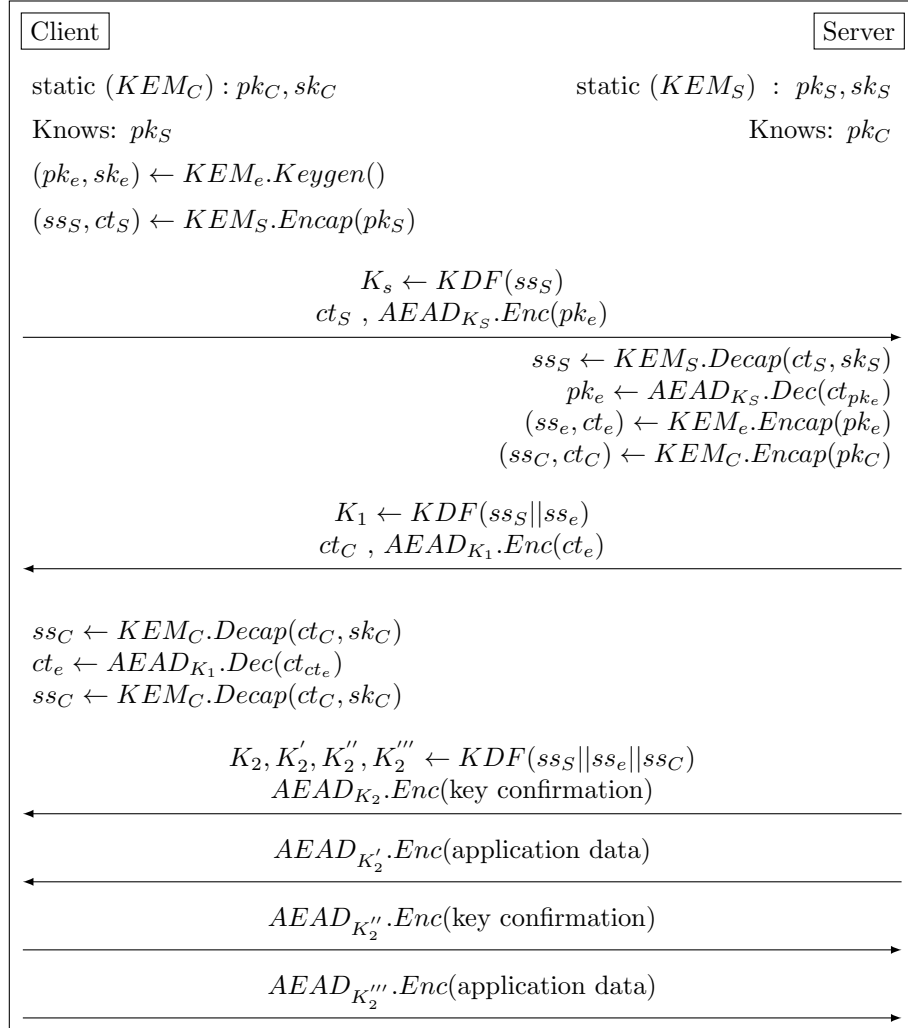 Client Server
static (KEM_C) : pk_C, sk_C static (KEM_S) : pk_S, sk_S
Knows: pk_S Knows: pk_C
(pk_e, sk_e) ← KEM_e.Keygen()
(ss_S, ct_S) ← KEM_S.Encap(pk_S)
K_s ← KDF(ss_S)
ct_S , AEAD_{K_S}.Enc(pk_e)
ss_S ← KEM_S.Decap(ct_S, sk_S)
pk_e ← AEAD_{K_S}.Dec(ct_{pk_e})
(ss_e, ct_e) ← KEM_e.Encap(pk_e)
(ss_C, ct_C) ← KEM_C.Encap(pk_C)
K_1 ← KDF(ss_S||ss_e)
ct_C , AEAD_{K_1}.Enc(ct_e)
ss_C ← KEM_C.Decap(ct_C, sk_C)
ct_e ← AEAD_{K_1}.Dec(ct_{ct_e})
ss_C ← KEM_C.Decap(ct_C, sk_C)
K_2, K_2^{'}, K_2^{''}, K_2^{'''} ← KDF(ss_S||ss_e||ss_C)
AEAD_{K_2}.Enc(key confirmation)
AEAD_{K_2^{'}}.Enc(application data)
AEAD_{K_2^{''}}.Enc(key confirmation)
AEAD_{K_2^{'''}}.Enc(application data)